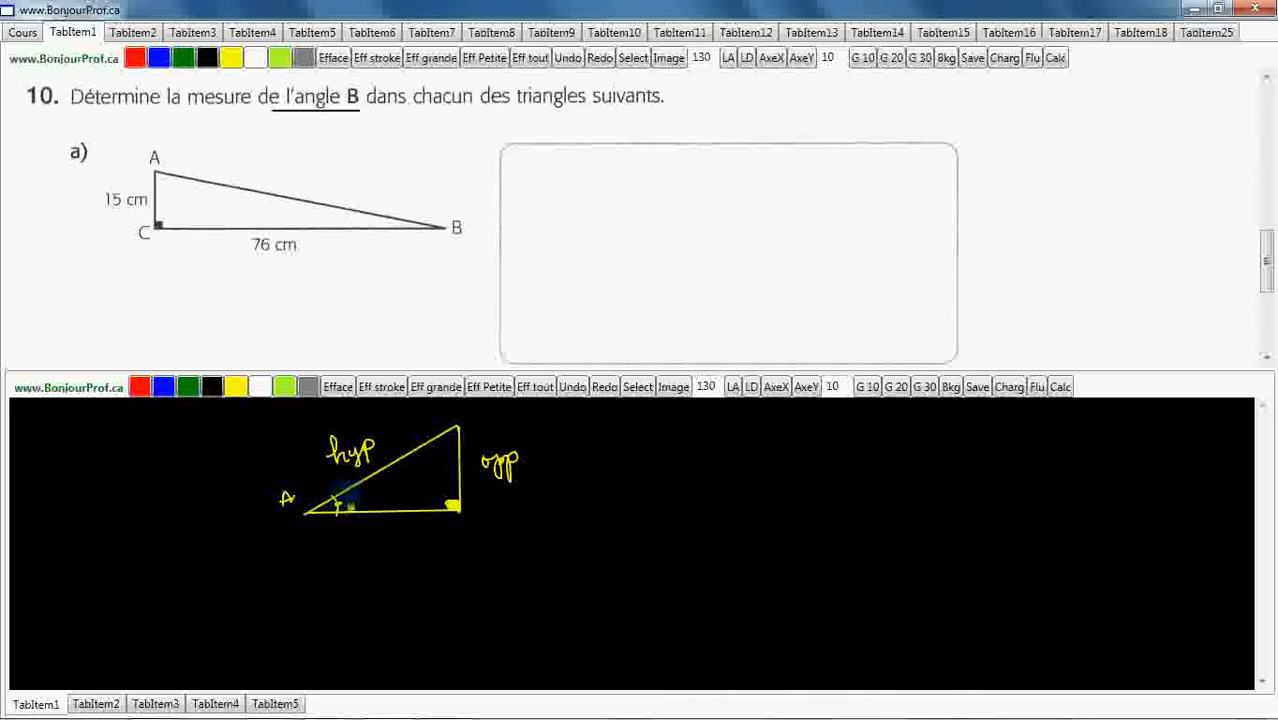 www.BonjourProf.ca
Cours TabItem1 TabItem2 TabItem3 TabItem4 TabItem5 TabItem6 TabItem7 TabItem8 TabItem9 TabItem10 TabItem11 TabItem12 TabItem13 TabItem14 TabItem15 TabItem16 TabItem17 TabItem18 TabItem25
www.BonjourProf.ca Efface Eff stroke Eff grande Eff Petite Eff tout Undo Redo Select Image 130 LA LD AxeX AxeY 10 G 10 G 20 G 30 Bkg Save Charg Flu Calc
10. Détermine la mesure de l'angle B dans chacun des triangles suivants.
a)
A
15 cm
C
B
76 cm
www.BonjourProf.ca Efface Eff stroke Eff grande Eff Petite Eff tout Undo Redo Select Image 130 LA LD AxeX AxeY 10 G 10 G 20 G 30 Bkg Save Charg Flu Calc
hyp
opp
A
TabItem1 TabItem2 TabItem3 TabItem4 TabItem5